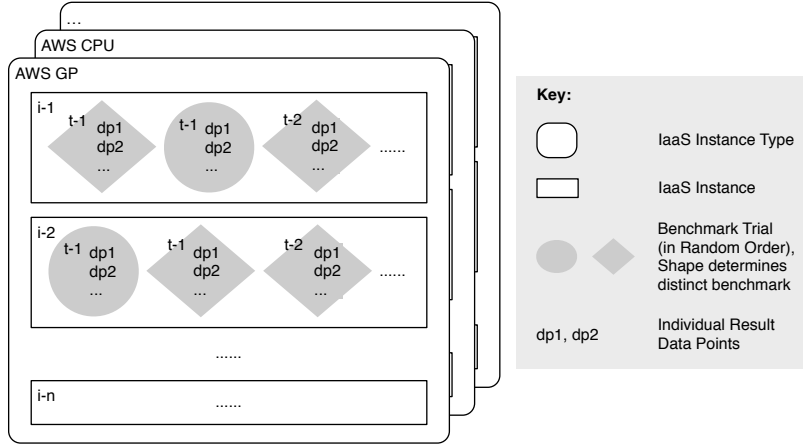 ...
AWS CPU
AWS GP
i-1
t-1 dp1
dp2
...
t-1 dp1
dp2
...
t-2 dp1
dp2
...
......
i-2
t-1 dp1
dp2
...
t-1 dp1
dp2
...
t-2 dp1
dp2
...
......
......
i-n
......
Key:
IaaS Instance Type
IaaS Instance
Benchmark Trial
(in Random Order),
Shape determines
distinct benchmark
dp1, dp2
Individual Result
Data Points